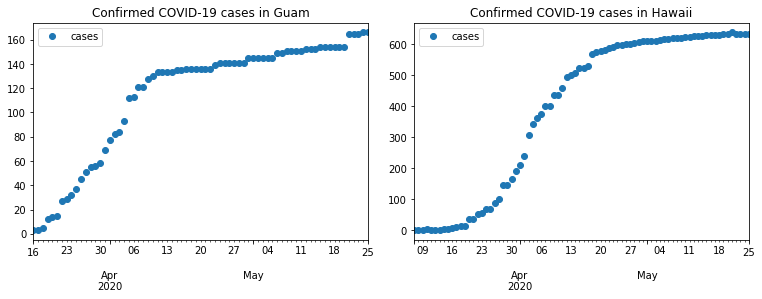 Confirmed COVID-19 cases in Guam
cases
160
140
120
100
80
60
40
20
0
16 23 30 06 13 20 27 04 11 18 25
Apr May
2020
Confirmed COVID-19 cases in Hawaii
cases
600
500
400
300
200
100
0
09 16 23 30 06 13 20 27 04 11 18 25
Apr May
2020